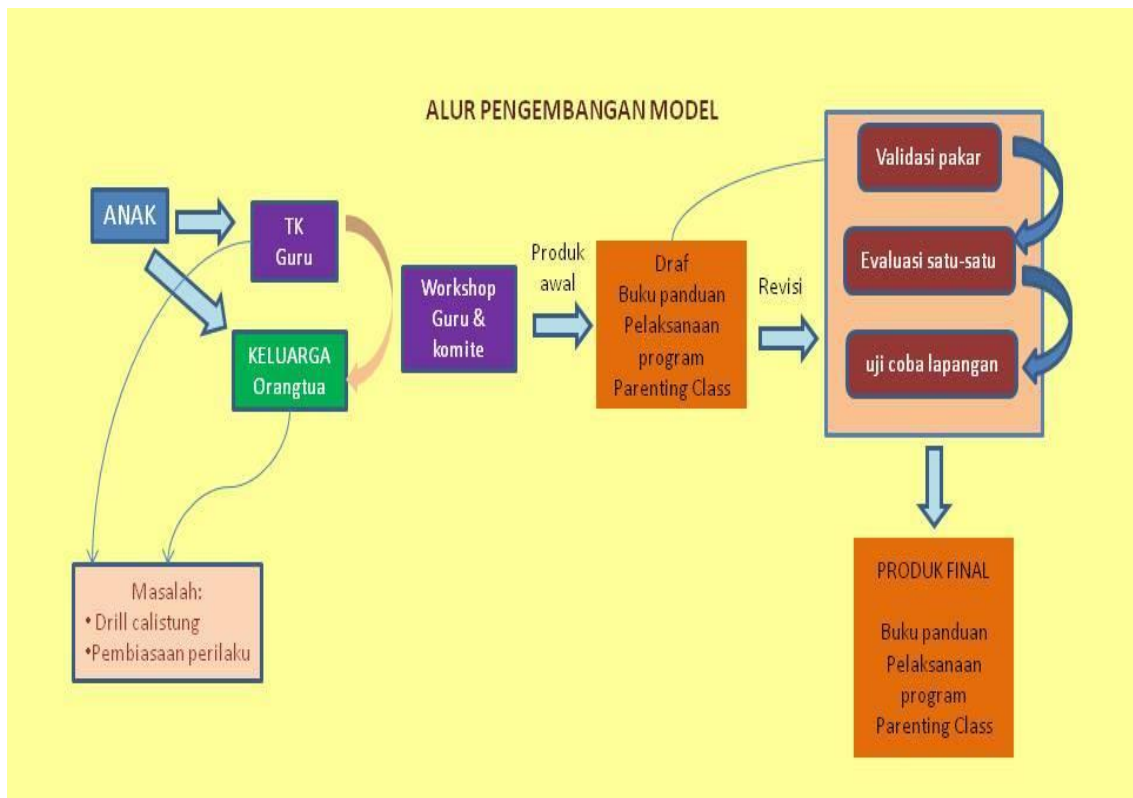 ALUR PENGEMBANGAN MODEL
ANAK
TK
Guru
KELUARGA
Orangtua
Masalah:
• Drill calistung
•Pembiasaan perilaku
Workshop
Guru &
komite
Produk
awal
Draf
Buku panduan
Pelaksanaan
program
Parenting Class
Revisi
Validasi pakar
Evaluasi satu-satu
uji coba lapangan
PRODUK FINAL
Buku panduan
Pelaksanaan
program
Parenting Class